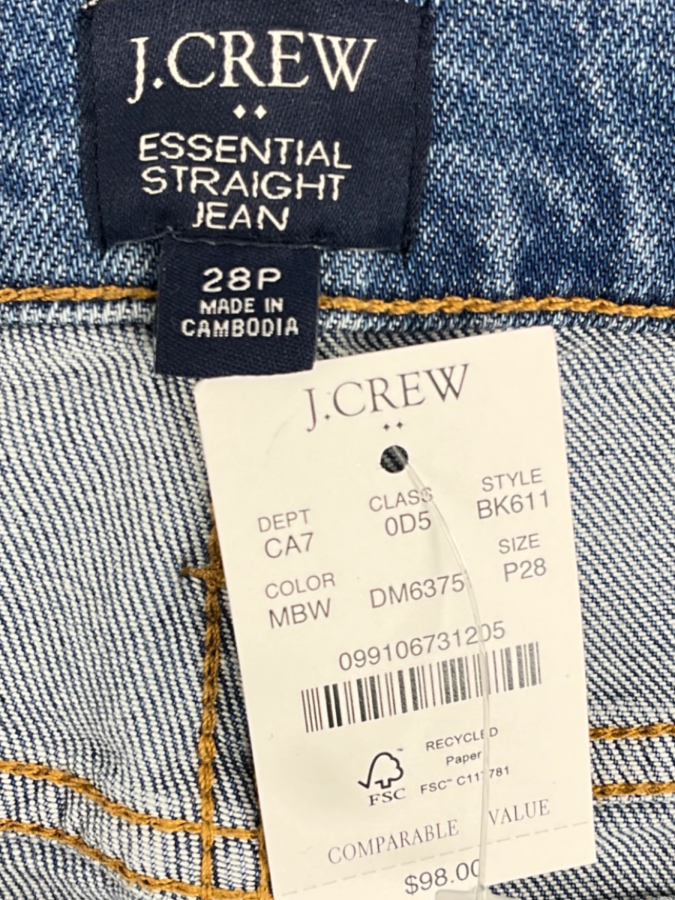 J.CREW
ESSENTIAL
STRAIGHT
JEAN
28P
MADE IN
CAMBODIA
J.CREW
DEPT CLASS STYLE
CA7 0D5 BK611
COLOR SIZE
MBW DM6375 P28
099106731205
RECYCLED
Paper
FSC™
FSC
COMPARABLE VALUE
$98.00